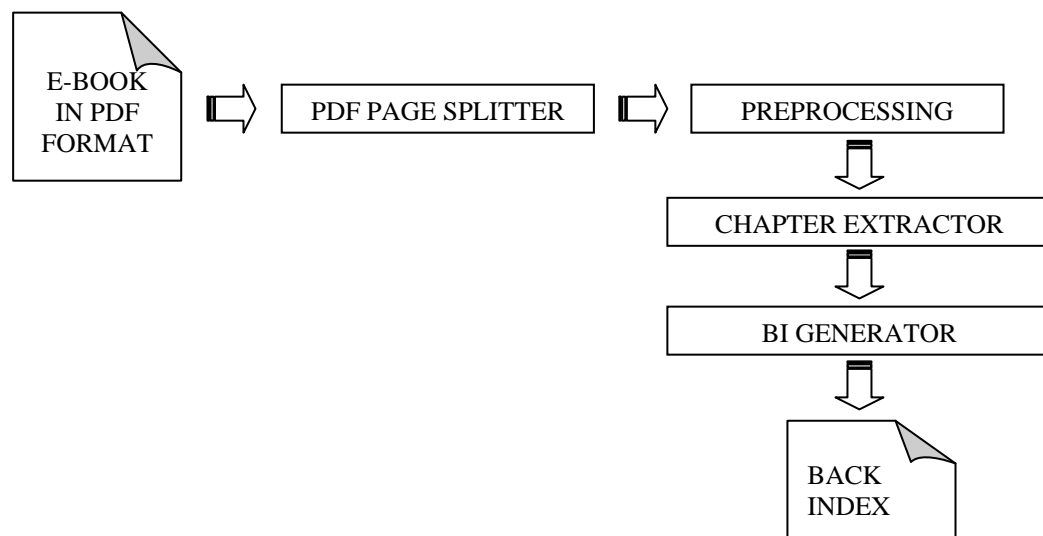 E-BOOK
IN PDF
FORMAT
PDF PAGE SPLITTER
PREPROCESSING
CHAPTER EXTRACTOR
BI GENERATOR
BACK
INDEX